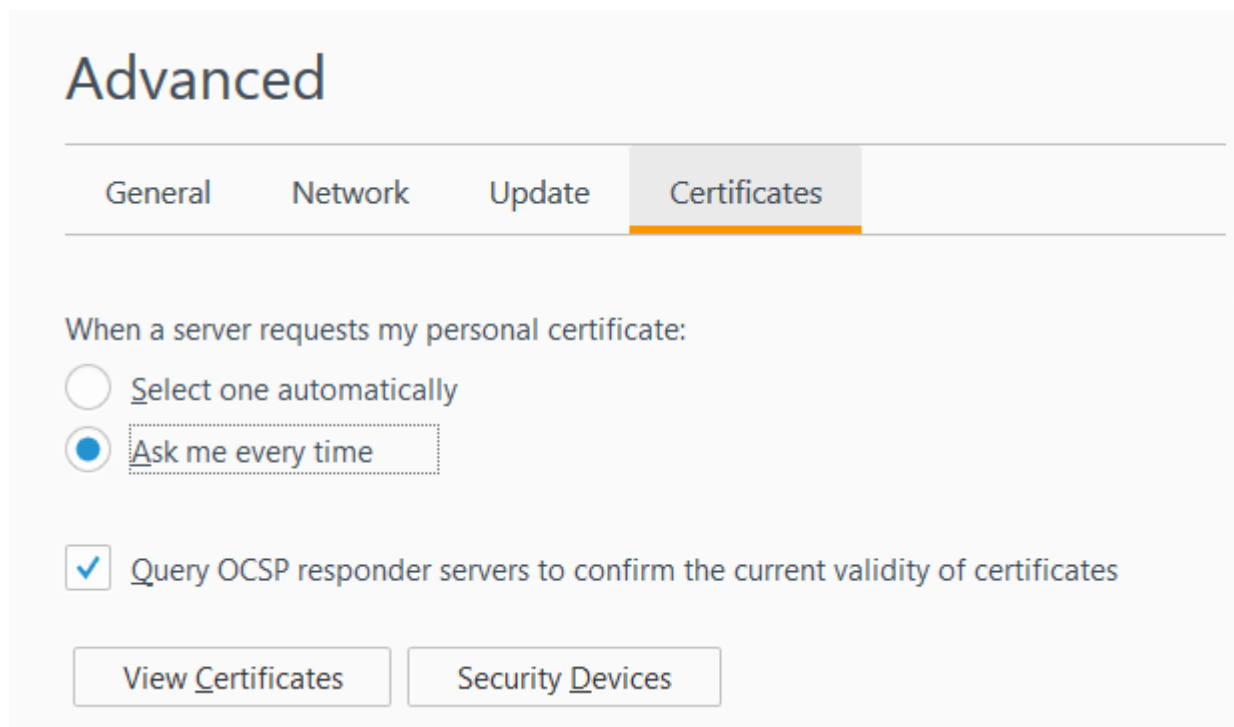 Advanced
General Network Update Certificates
When a server requests my personal certificate:
Select one automatically
Ask me every time
Query OCSP responder servers to confirm the current validity of certificates
View Certificates Security Devices